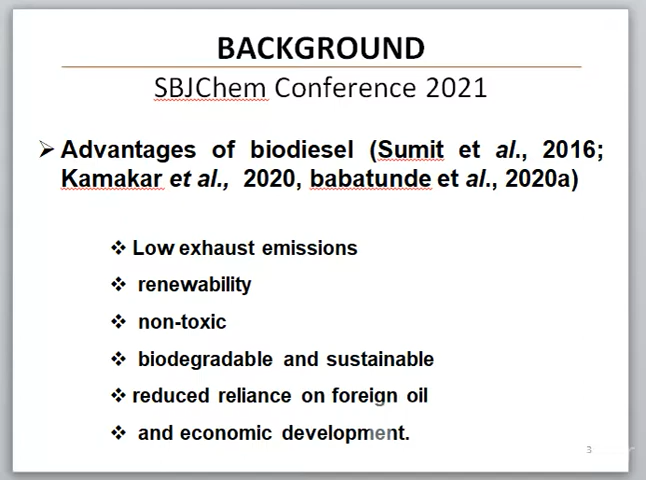 BACKGROUND
SBJChem Conference 2021
➢ Advantages of biodiesel (Sumit et al., 2016;
Kamakar et al., 2020, babatunde et al., 2020a)
❖ Low exhaust emissions
❖ renewability
❖ non-toxic
❖ biodegradable and sustainable
❖ reduced reliance on foreign oil
❖ and economic development.
3